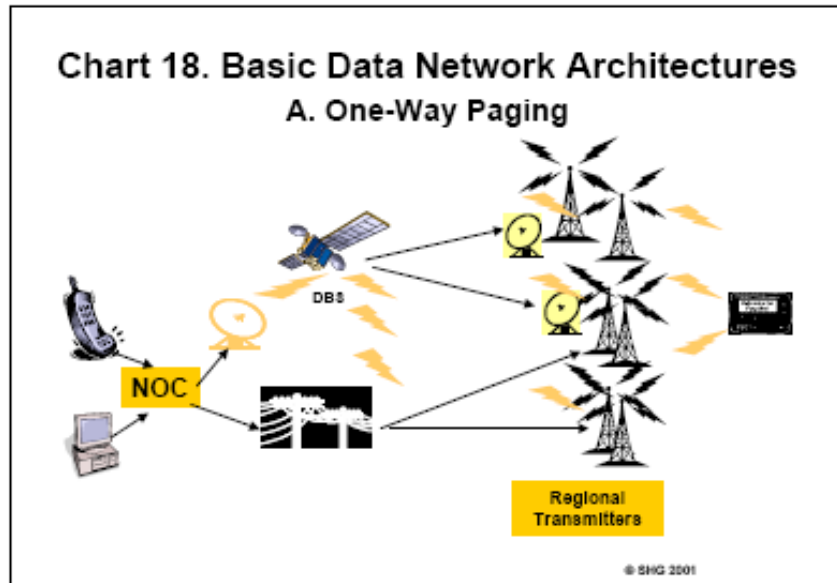 Chart 18. Basic Data Network Architectures
A. One-Way Paging
DBS
NOC
Regional
Transmitters
© SHG 2001